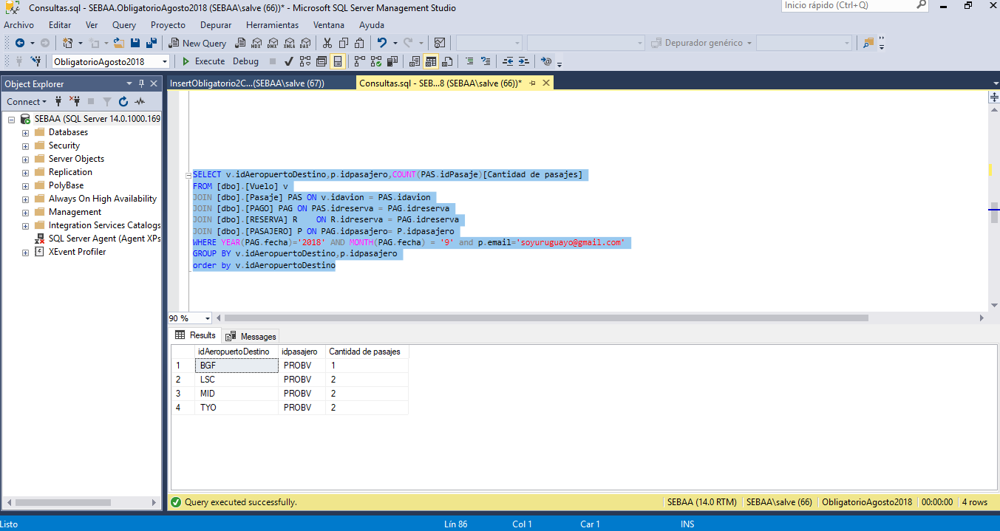 Consultas.sql - SEBAA.ObligatorioAgosto2018 (SEBAA\salve (66))* - Microsoft SQL Server Management Studio
Inicio rápido (Ctrl+Q)
Archivo Editar Ver Query Proyecto Depurar Herramientas Ventana Ayuda
New Query MDX DMX XMLA DAX Depurador genérico
ObligatorioAgosto2018 Execute Debug
Object Explorer
InsertObligatorio2C...(SEBAA\salve (67)) Consultas.sql - SEB...8 (SEBAA\salve (66))*
Connect
SEBAA (SQL Server 14.0.1000.169
Databases
Security
Server Objects
Replication
PolyBase
Always On High Availability
Management
Integration Services Catalogs
SQL Server Agent (Agent XPs
XEvent Profiler
SELECT v.idAeropuertoDestino,p.idpasajero,COUNT(PAS.idPasaje)[Cantidad de pasajes]
FROM [dbo].[Vuelo] v
JOIN [dbo].[Pasaje] PAS ON v.idavion = PAS.idavion
JOIN [dbo].[PAGO] PAG ON PAS.idreserva = PAG.idreserva
JOIN [dbo].[RESERVA] R    ON R.idreserva = PAG.idreserva
JOIN [dbo].[PASAJERO] P ON PAG.idpasajero= P.idpasajero
WHERE YEAR(PAG.fecha)='2018' AND MONTH(PAG.fecha) = '9' and p.email='soyuruguayo@gmail.com'
GROUP BY v.idAeropuertoDestino,p.idpasajero
order by v.idAeropuertoDestino
90 %
Results Messages
idAeropuertoDestino idpasajero Cantidad de pasajes
1 BGF PROBV 1
2 LSC PROBV 2
3 MID PROBV 2
4 TYO PROBV 2
Query executed successfully. SEBAA (14.0 RTM) SEBAA\salve (66) ObligatorioAgosto2018 00:00:00 4 rows
Listo Lín 86 Col 1 Car 1 INS